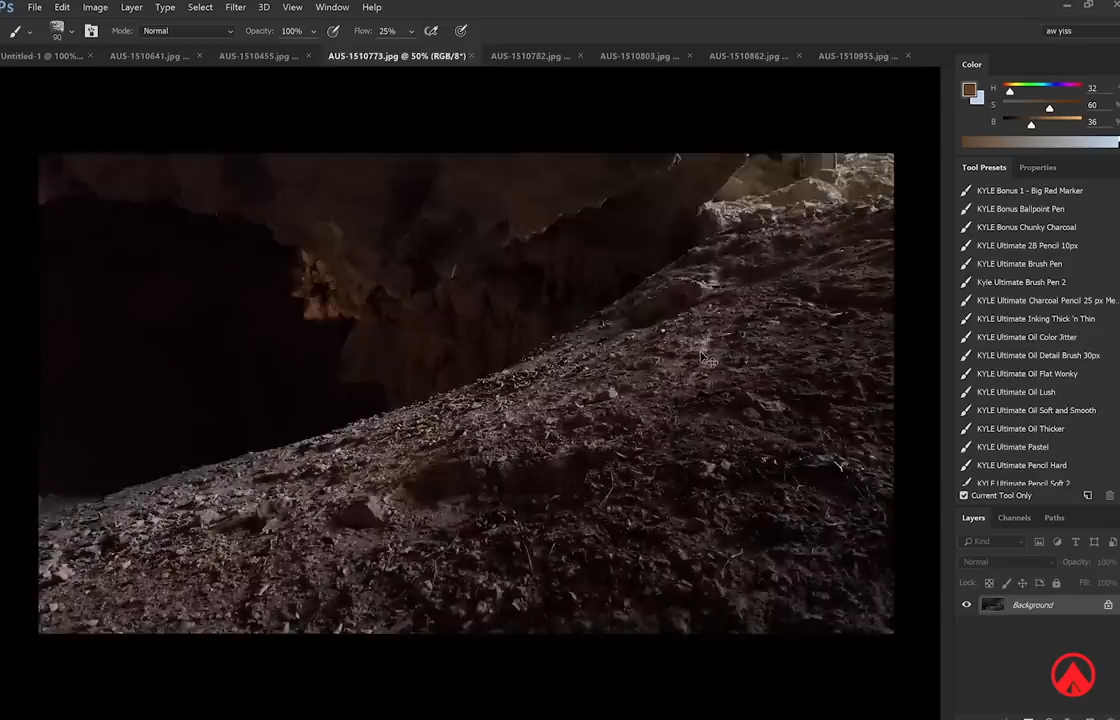 Ps File Edit Image Layer Type Select Filter 3D View Window Help
90 Mode: Normal Opacity: 100% Flow: 25% aw yiss
Untitled-1 @ 100%... × AUS-1510641.jpg ... × AUS-1510455.jpg ... × AUS-1510773.jpg @ 50% (RGB/8*) × AUS-1510782.jpg ... × AUS-1510803.jpg ... × AUS-1510862.jpg ... × AUS-1510955.jpg ... ×
Color
H 32
S 60 %
B 36 %
Tool Presets Properties
KYLE Bonus 1 - Big Red Marker
KYLE Bonus Ballpoint Pen
KYLE Bonus Chunky Charcoal
KYLE Ultimate 2B Pencil 10px
KYLE Ultimate Brush Pen
Kyle Ultimate Brush Pen 2
KYLE Ultimate Charcoal Pencil 25 px Me...
KYLE Ultimate Inking Thick 'n Thin
KYLE Ultimate Oil Color Jitter
KYLE Ultimate Oil Detail Brush 30px
KYLE Ultimate Oil Flat Wonky
KYLE Ultimate Oil Lush
KYLE Ultimate Oil Soft and Smooth
KYLE Ultimate Oil Thicker
KYLE Ultimate Pastel
KYLE Ultimate Pencil Hard
KYLE Ultimate Pencil Soft 2
Current Tool Only
Layers Channels Paths
Kind
Normal Opacity: 100%
Lock: Fill: 100%
Background